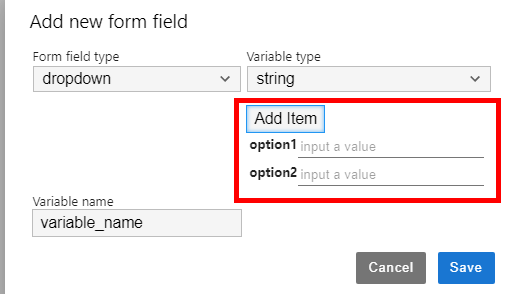 Add new form field
Form field type
Variable type
dropdown
string
Add Item
option1 input a value
option2 input a value
Variable name
variable_name
Cancel
Save